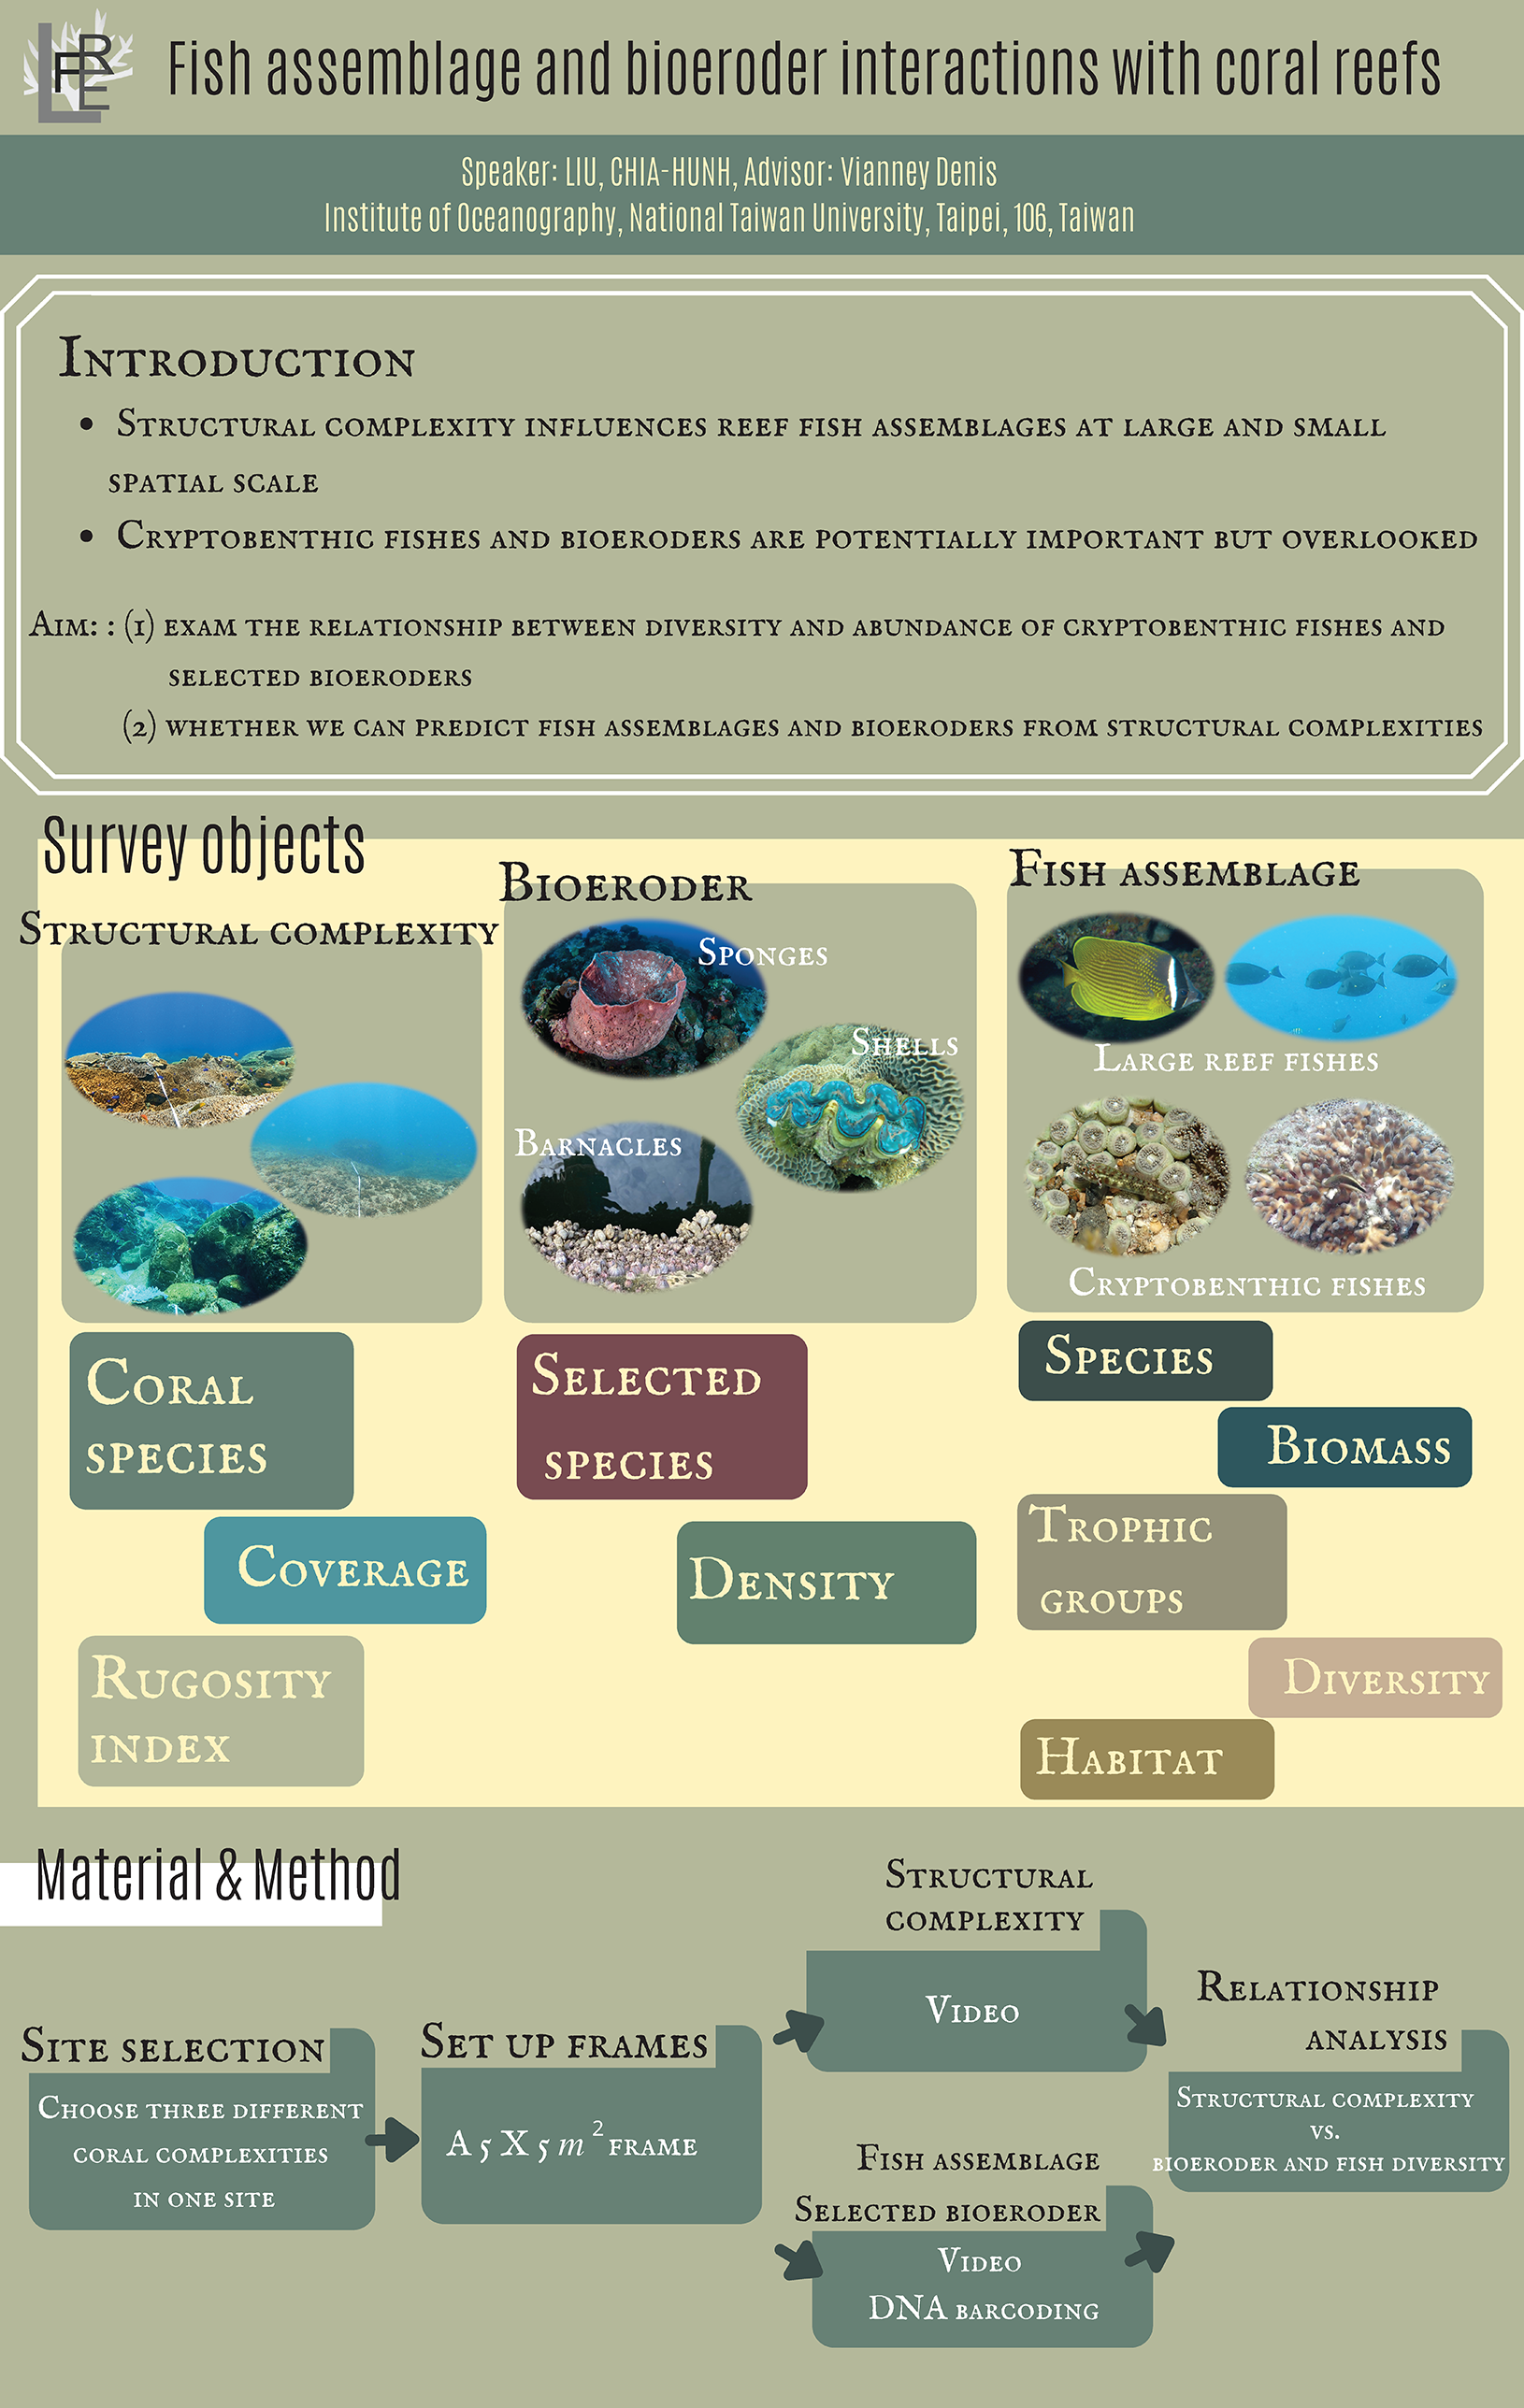 LFRE
Fish assemblage and bioeroder interactions with coral reefs
Speaker: LIU, CHIA-HUNH, Advisor: Vianney Denis
Institute of Oceanography, National Taiwan University, Taipei, 106, Taiwan
Introduction
• Structural complexity influences reef fish assemblages at large and small
spatial scale
• Cryptobenthic fishes and bioeroders are potentially important but overlooked
Aim: : (1) exam the relationship between diversity and abundance of cryptobenthic fishes and
selected bioeroders
(2) whether we can predict fish assemblages and bioeroders from structural complexities
Survey objects
Structural complexity
Coral
species
Coverage
Rugosity
index
Bioeroder
Sponges
Shells
Barnacles
Selected
species
Density
Fish assemblage
Large reef fishes
Cryptobenthic fishes
Species
Biomass
Trophic
groups
Diversity
Habitat
Material & Method
Site selection
Choose three different
coral complexities
in one site
Set up frames
A 5 X 5 m² frame
Structural
complexity
Video
Fish assemblage
Selected bioeroder
Video
DNA barcoding
Relationship
analysis
Structural complexity
vs.
bioeroder and fish diversity